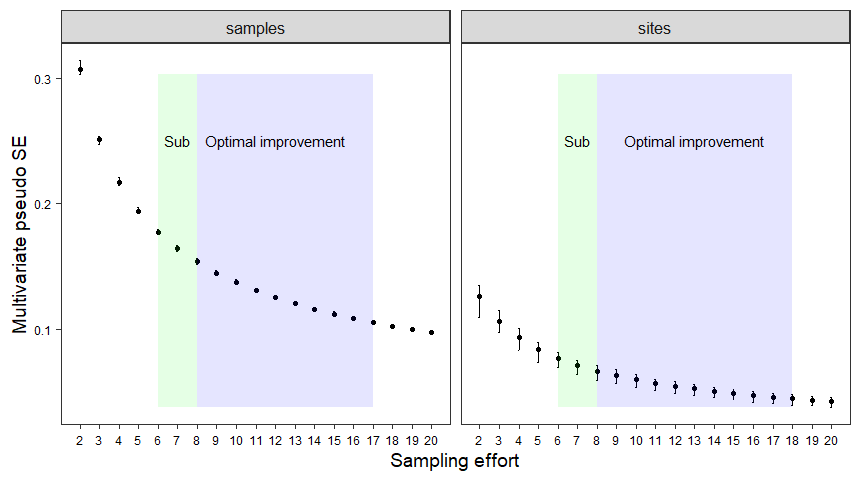 samples
sites
Multivariate pseudo SE
0.3
0.2
0.1
Sub
Optimal improvement
Sub
Optimal improvement
2 3 4 5 6 7 8 9 10 11 12 13 14 15 16 17 18 19 20
2 3 4 5 6 7 8 9 10 11 12 13 14 15 16 17 18 19 20
Sampling effort